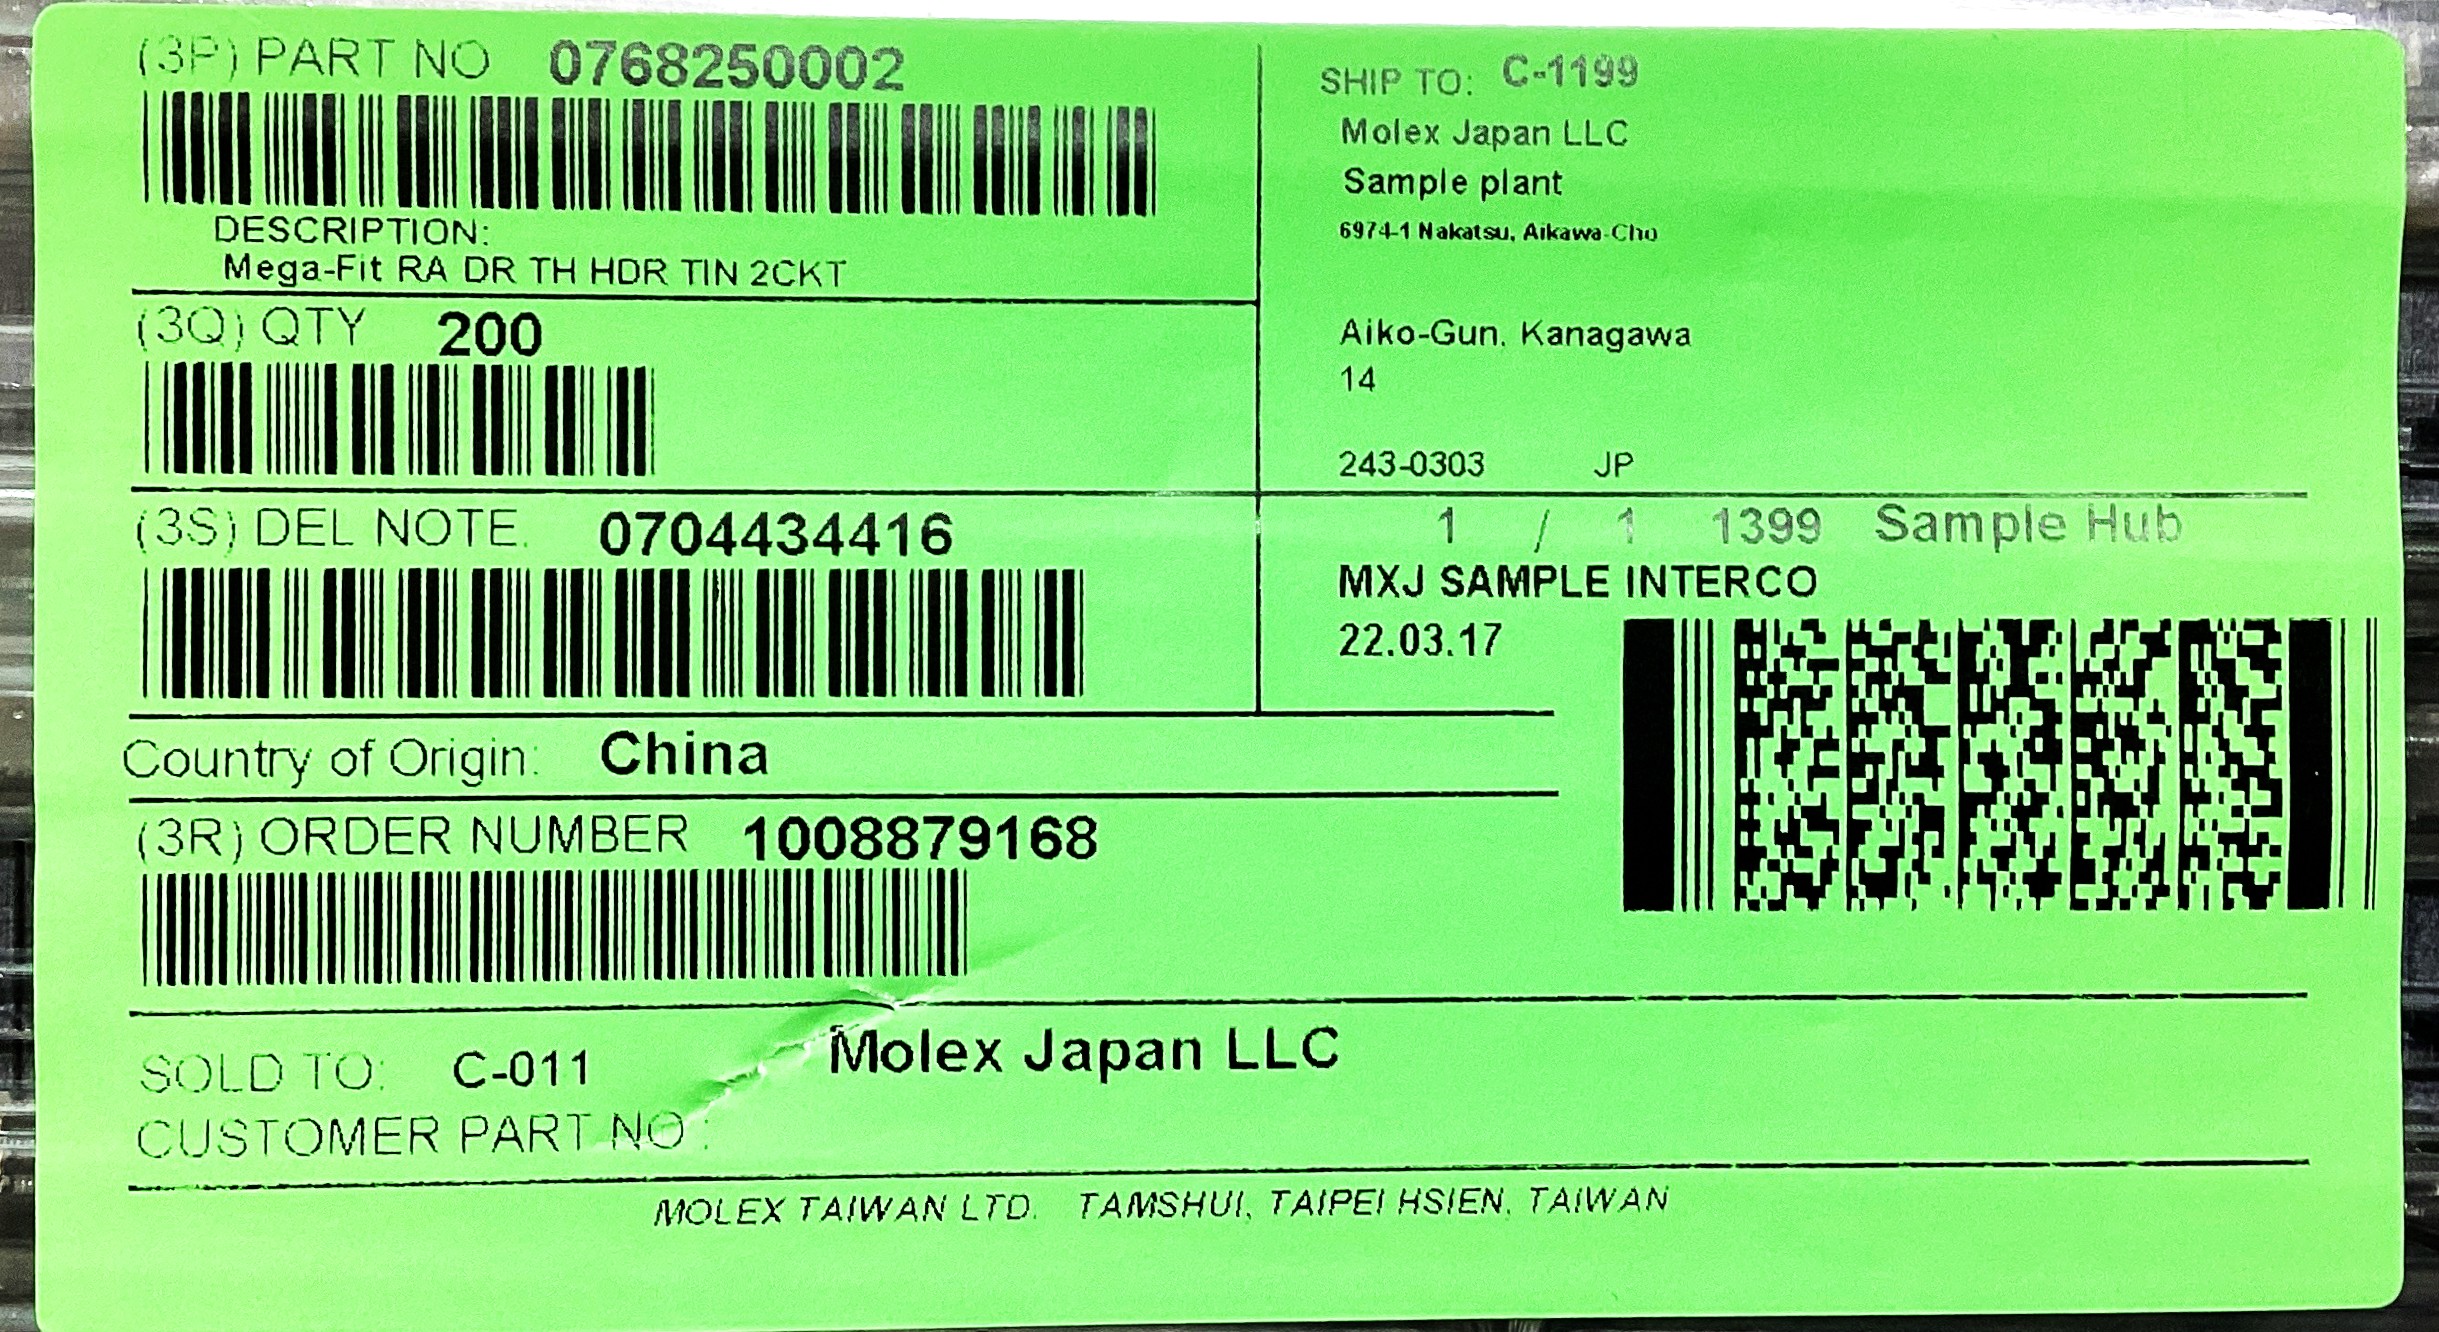 (3P) PART NO 0768250002
DESCRIPTION:
Mega-Fit RA DR TH HDR TIN 2CKT
(3Q) QTY 200
(3S) DEL NOTE. 0704434416
Country of Origin: China
(3R) ORDER NUMBER 1008879168
SHIP TO: C-1199
Molex Japan LLC
Sample plant
6974-1 Nakatsu, Aikawa-Cho
Aiko-Gun. Kanagawa
14
243-0303 JP
1 / 1 1399 Sample Hub
MXJ SAMPLE INTERCO
22.03.17
SOLD TO: C-011 Molex Japan LLC
CUSTOMER PART NO :
MOLEX TAIWAN LTD. TAMSHUI, TAIPEI HSIEN, TAIWAN